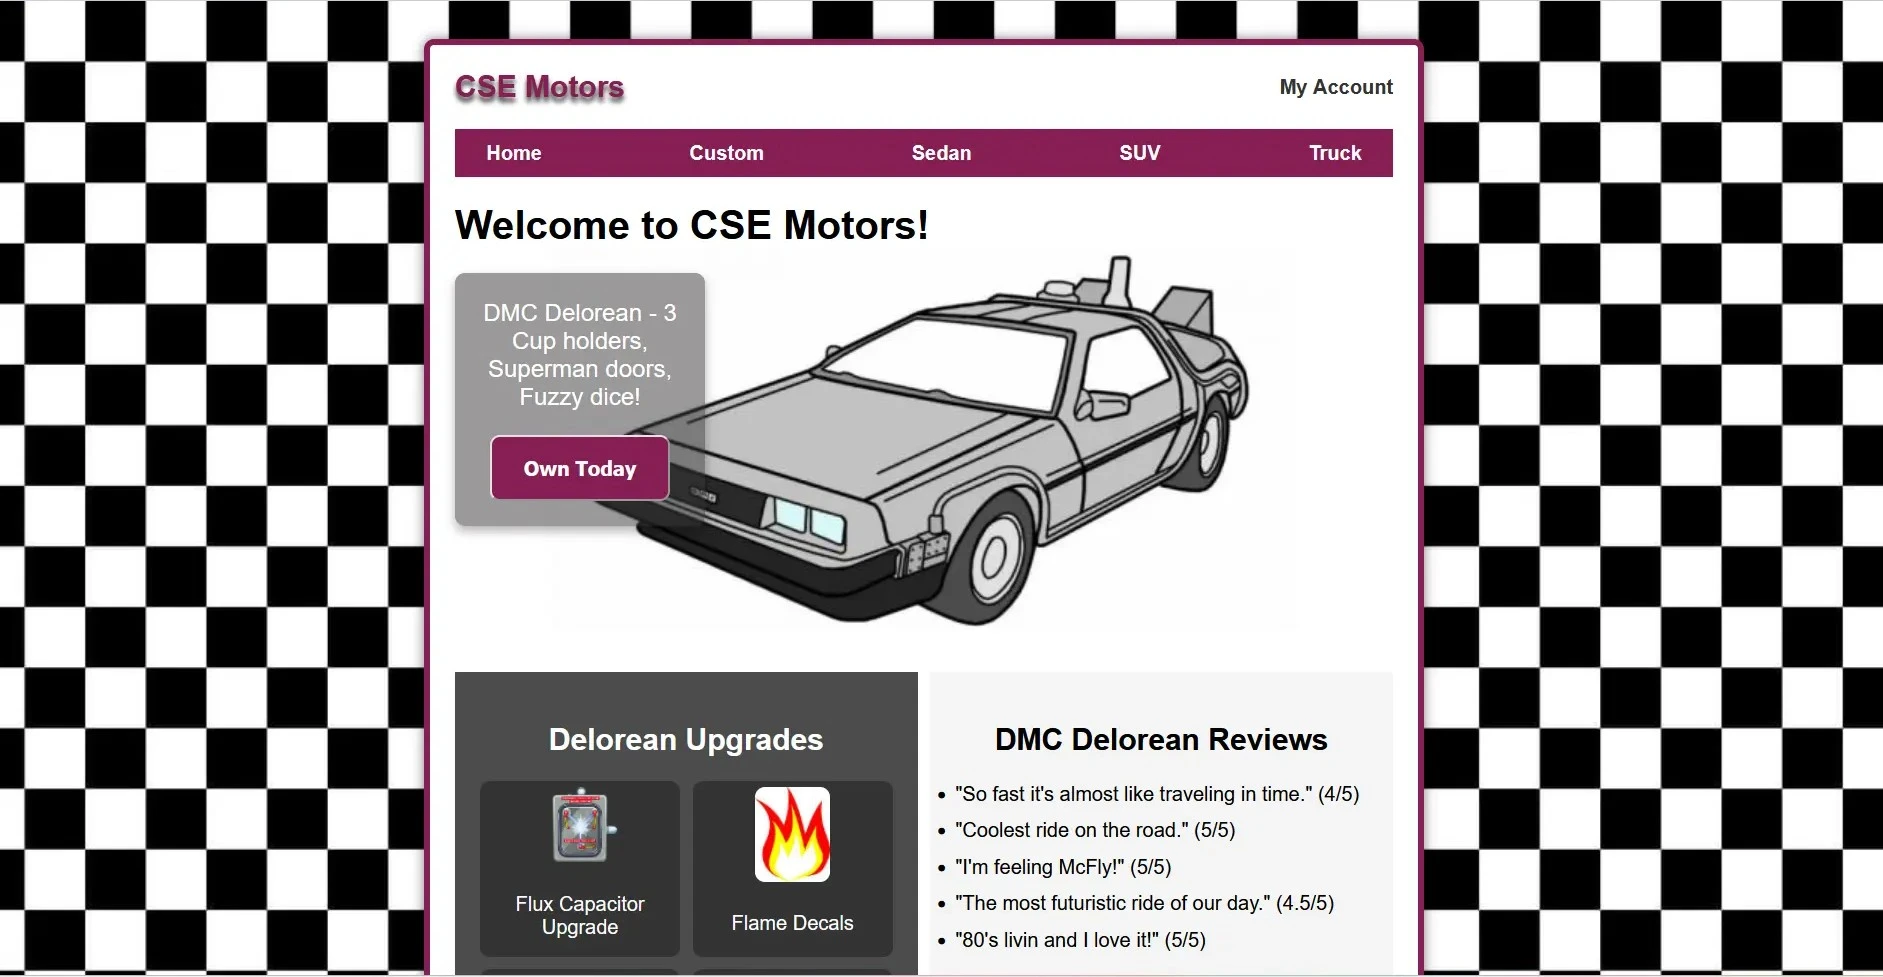 CSE Motors
My Account
Home Custom Sedan SUV Truck
Welcome to CSE Motors!
DMC Delorean - 3
Cup holders,
Superman doors,
Fuzzy dice!
Own Today
Delorean Upgrades
Flux Capacitor
Upgrade
Flame Decals
DMC Delorean Reviews
"So fast it's almost like traveling in time." (4/5)
"Coolest ride on the road." (5/5)
"I'm feeling McFly!" (5/5)
"The most futuristic ride of our day." (4.5/5)
"80's livin and I love it!" (5/5)